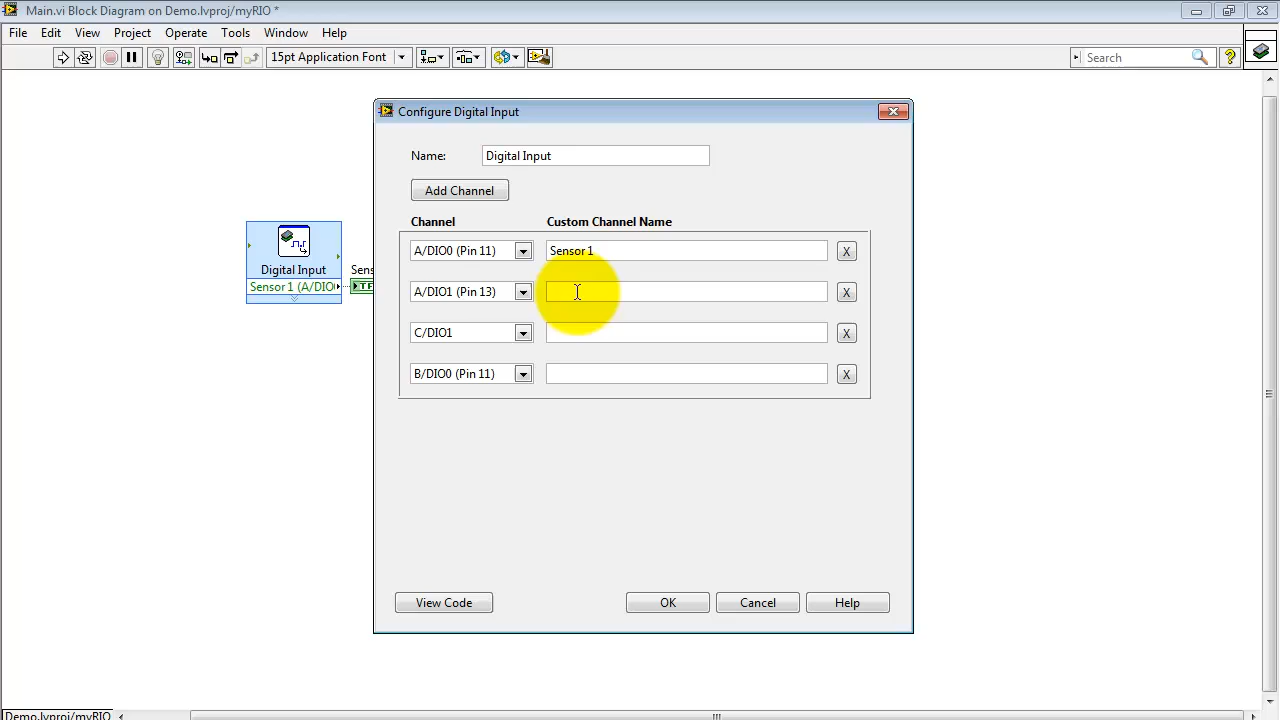 Main.vi Block Diagram on Demo.lvproj/myRIO *
File Edit View Project Operate Tools Window Help
15pt Application Font
Search
?
Configure Digital Input
Name: Digital Input
Add Channel
Channel Custom Channel Name
A/DIO0 (Pin 11) Sensor 1 X
A/DIO1 (Pin 13) X
C/DIO1 X
B/DIO0 (Pin 11) X
Digital Input
Sensor 1 (A/DIO
Sens
TF
View Code OK Cancel Help
Demo.lvproj/myRIO